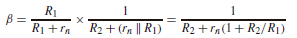 β = R₁ / (R₁ + rₙ) × 1 / (R₂ + (rₙ ∥ R₁)) = 1 / (R₂ + rₙ(1 + R₂/R₁))